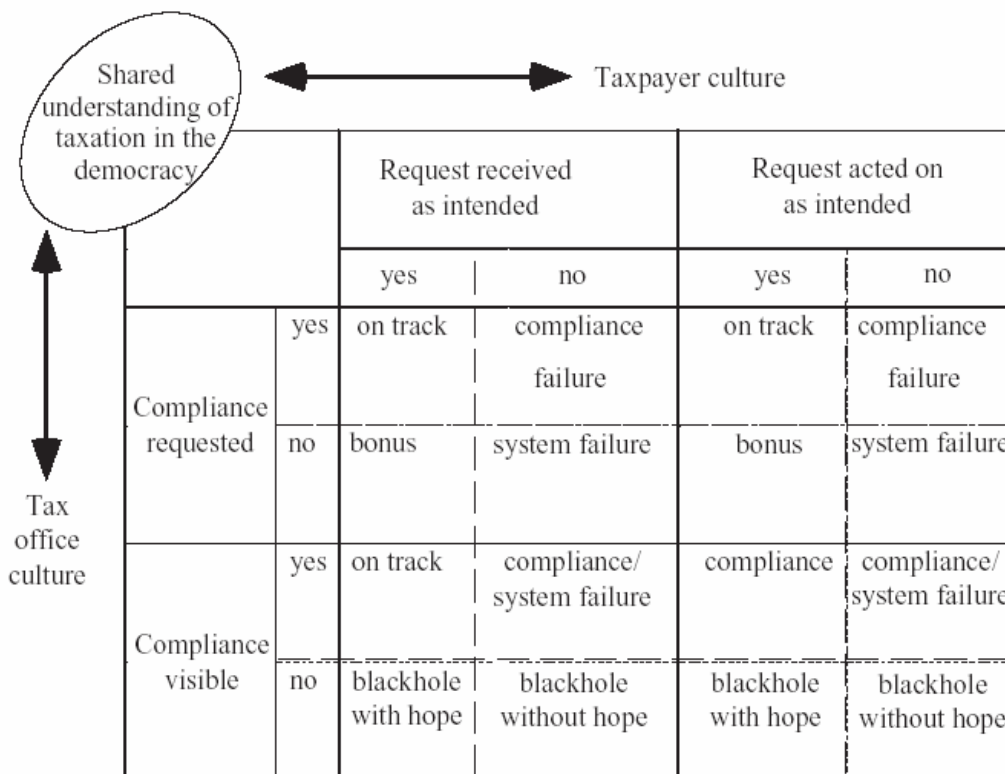 Shared
understanding of
taxation in the
democracy
Taxpayer culture
Request received
as intended
Request acted on
as intended
yes
no
yes
no
Tax
office
culture
Compliance
requested
yes
on track
compliance
failure
on track
compliance
failure
no
bonus
system failure
bonus
system failure
Compliance
visible
yes
on track
compliance/
system failure
compliance
compliance/
system failure
no
blackhole
with hope
blackhole
without hope
blackhole
with hope
blackhole
without hope